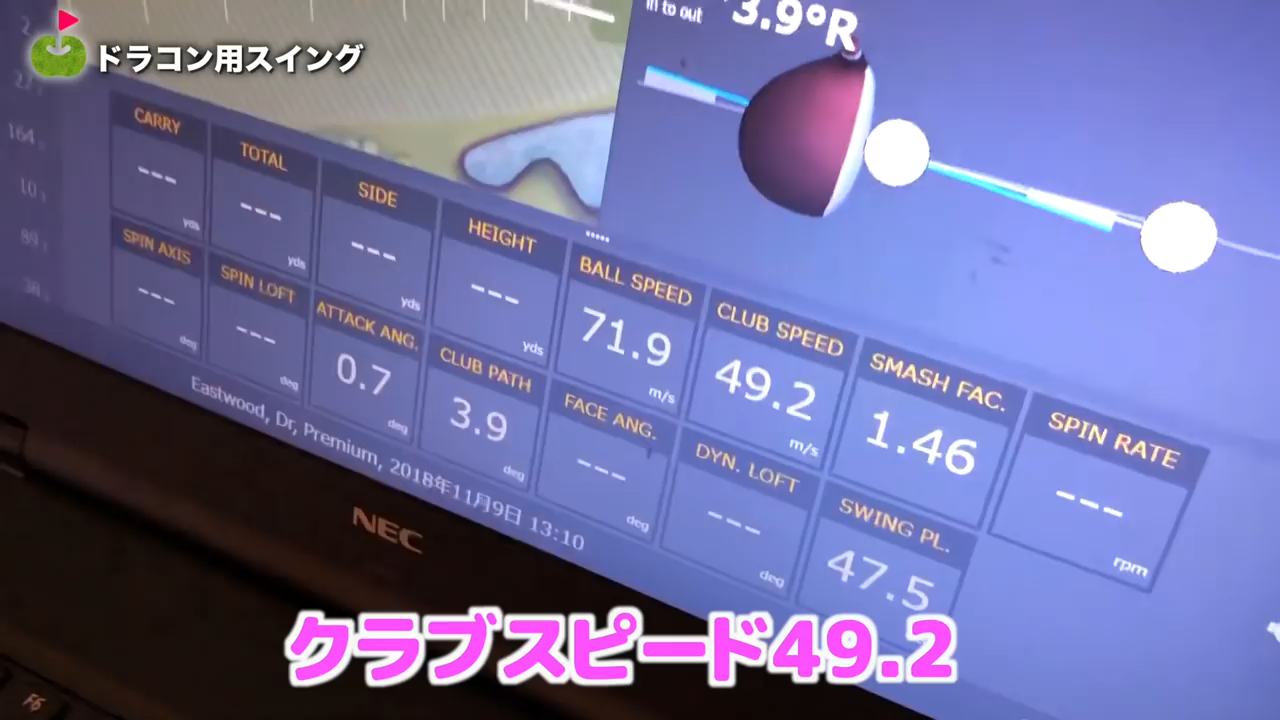 ドラコン用スイング
In to out
3.9°R
CARRY
---
yds
TOTAL
---
yds
SIDE
---
yds
HEIGHT
---
yds
BALL SPEED
71.9
m/s
CLUB SPEED
49.2
m/s
SMASH FAC.
1.46
SPIN RATE
---
rpm
SPIN AXIS
---
deg
SPIN LOFT
---
deg
ATTACK ANG.
0.7
deg
CLUB PATH
3.9
deg
FACE ANG.
---
deg
DYN. LOFT
---
deg
SWING PL.
47.5
Eastwood, Dr, Premium, 2018年11月9日 13:10
NEC
F6
クラブスピード49.2